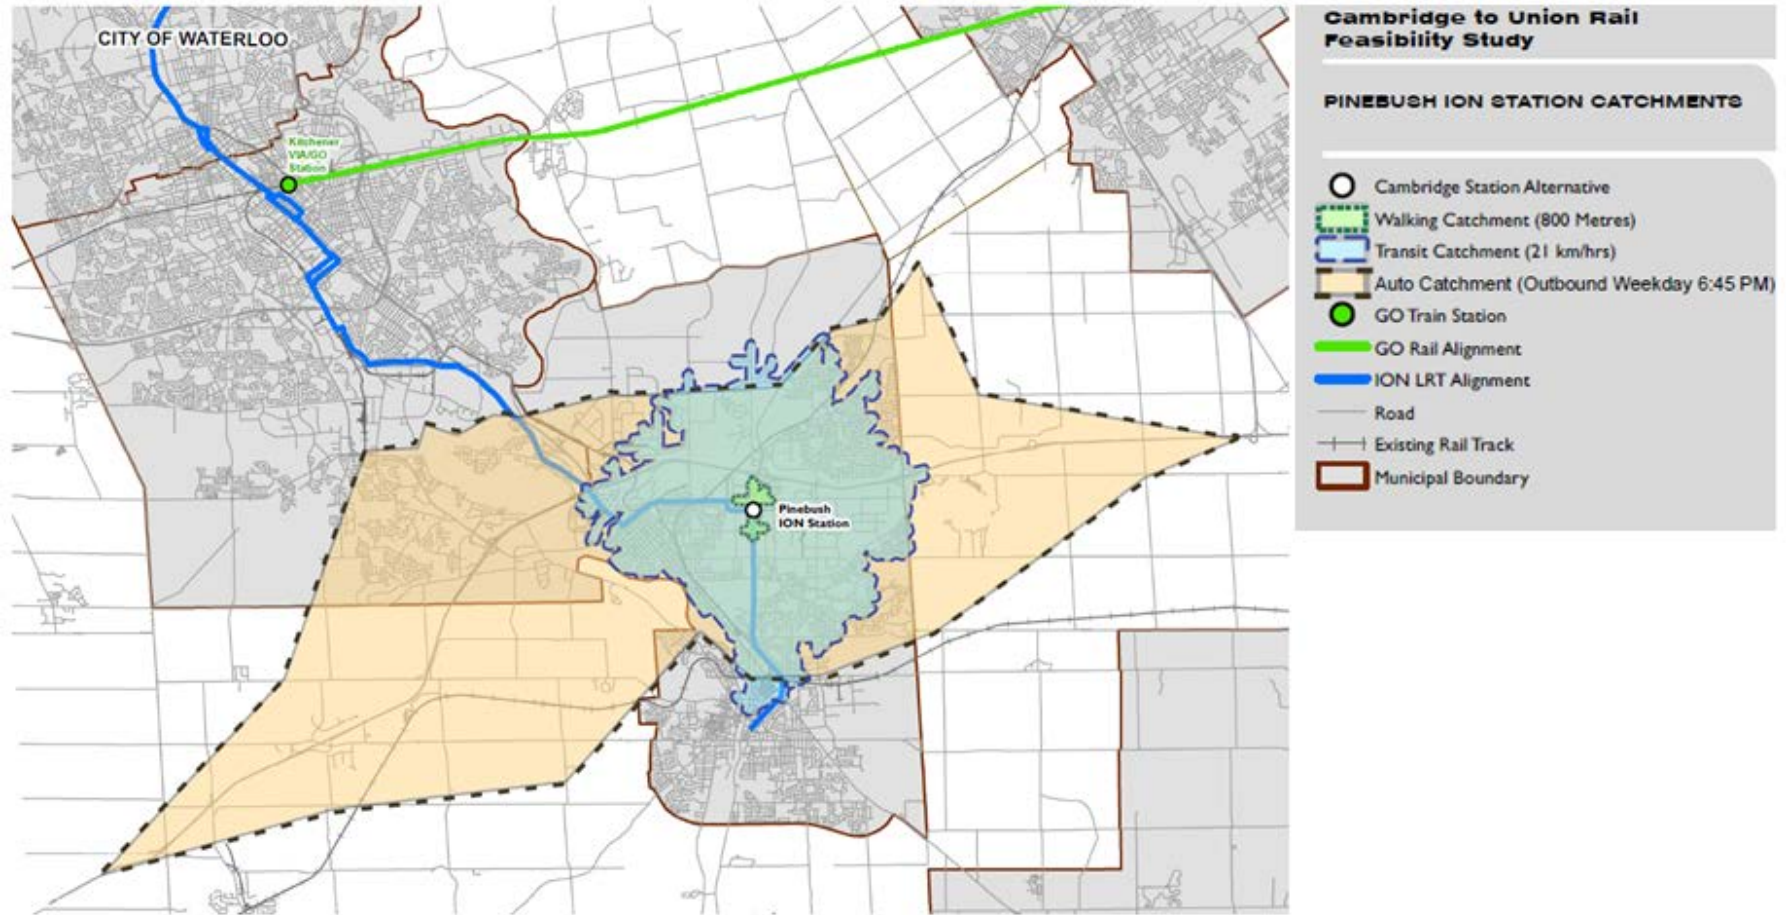 CITY OF WATERLOO
Kitchener
VIA/GO
Station
Pinebush
ION Station
Cambridge to Union Rail
Feasibility Study
PINEBUSH ION STATION CATCHMENTS
Cambridge Station Alternative
Walking Catchment (800 Metres)
Transit Catchment (21 km/hrs)
Auto Catchment (Outbound Weekday 6:45 PM)
GO Train Station
GO Rail Alignment
ION LRT Alignment
Road
Existing Rail Track
Municipal Boundary